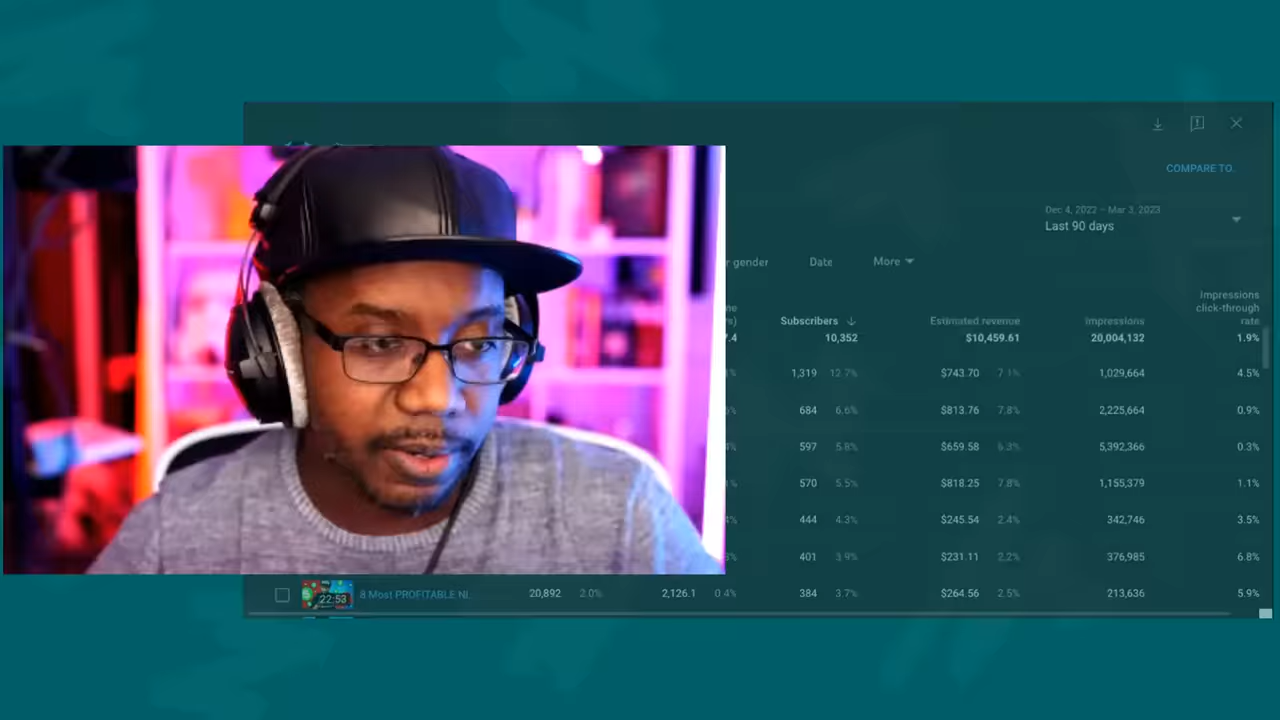 COMPARE TO.
Dec 4, 2022 – Mar 3, 2023
Last 90 days
gender Date More
Impressions
click-through
Subscribers Estimated revenue Impressions rate
10,352 $10,459.61 20,004,132 1.9%
1,319 12.7% $743.70 7.1% 1,029,664 4.5%
684 6.6% $813.76 7.8% 2,225,664 0.9%
597 5.8% $659.58 6.3% 5,392,366 0.3%
570 5.5% $818.25 7.8% 1,155,379 1.1%
444 4.3% $245.54 2.4% 342,746 3.5%
401 3.9% $231.11 2.2% 376,985 6.8%
22:53 8 Most PROFITABLE NI. 20,892 2.0% 2,126.1 0.4% 384 3.7% $264.56 2.5% 213,636 5.9%